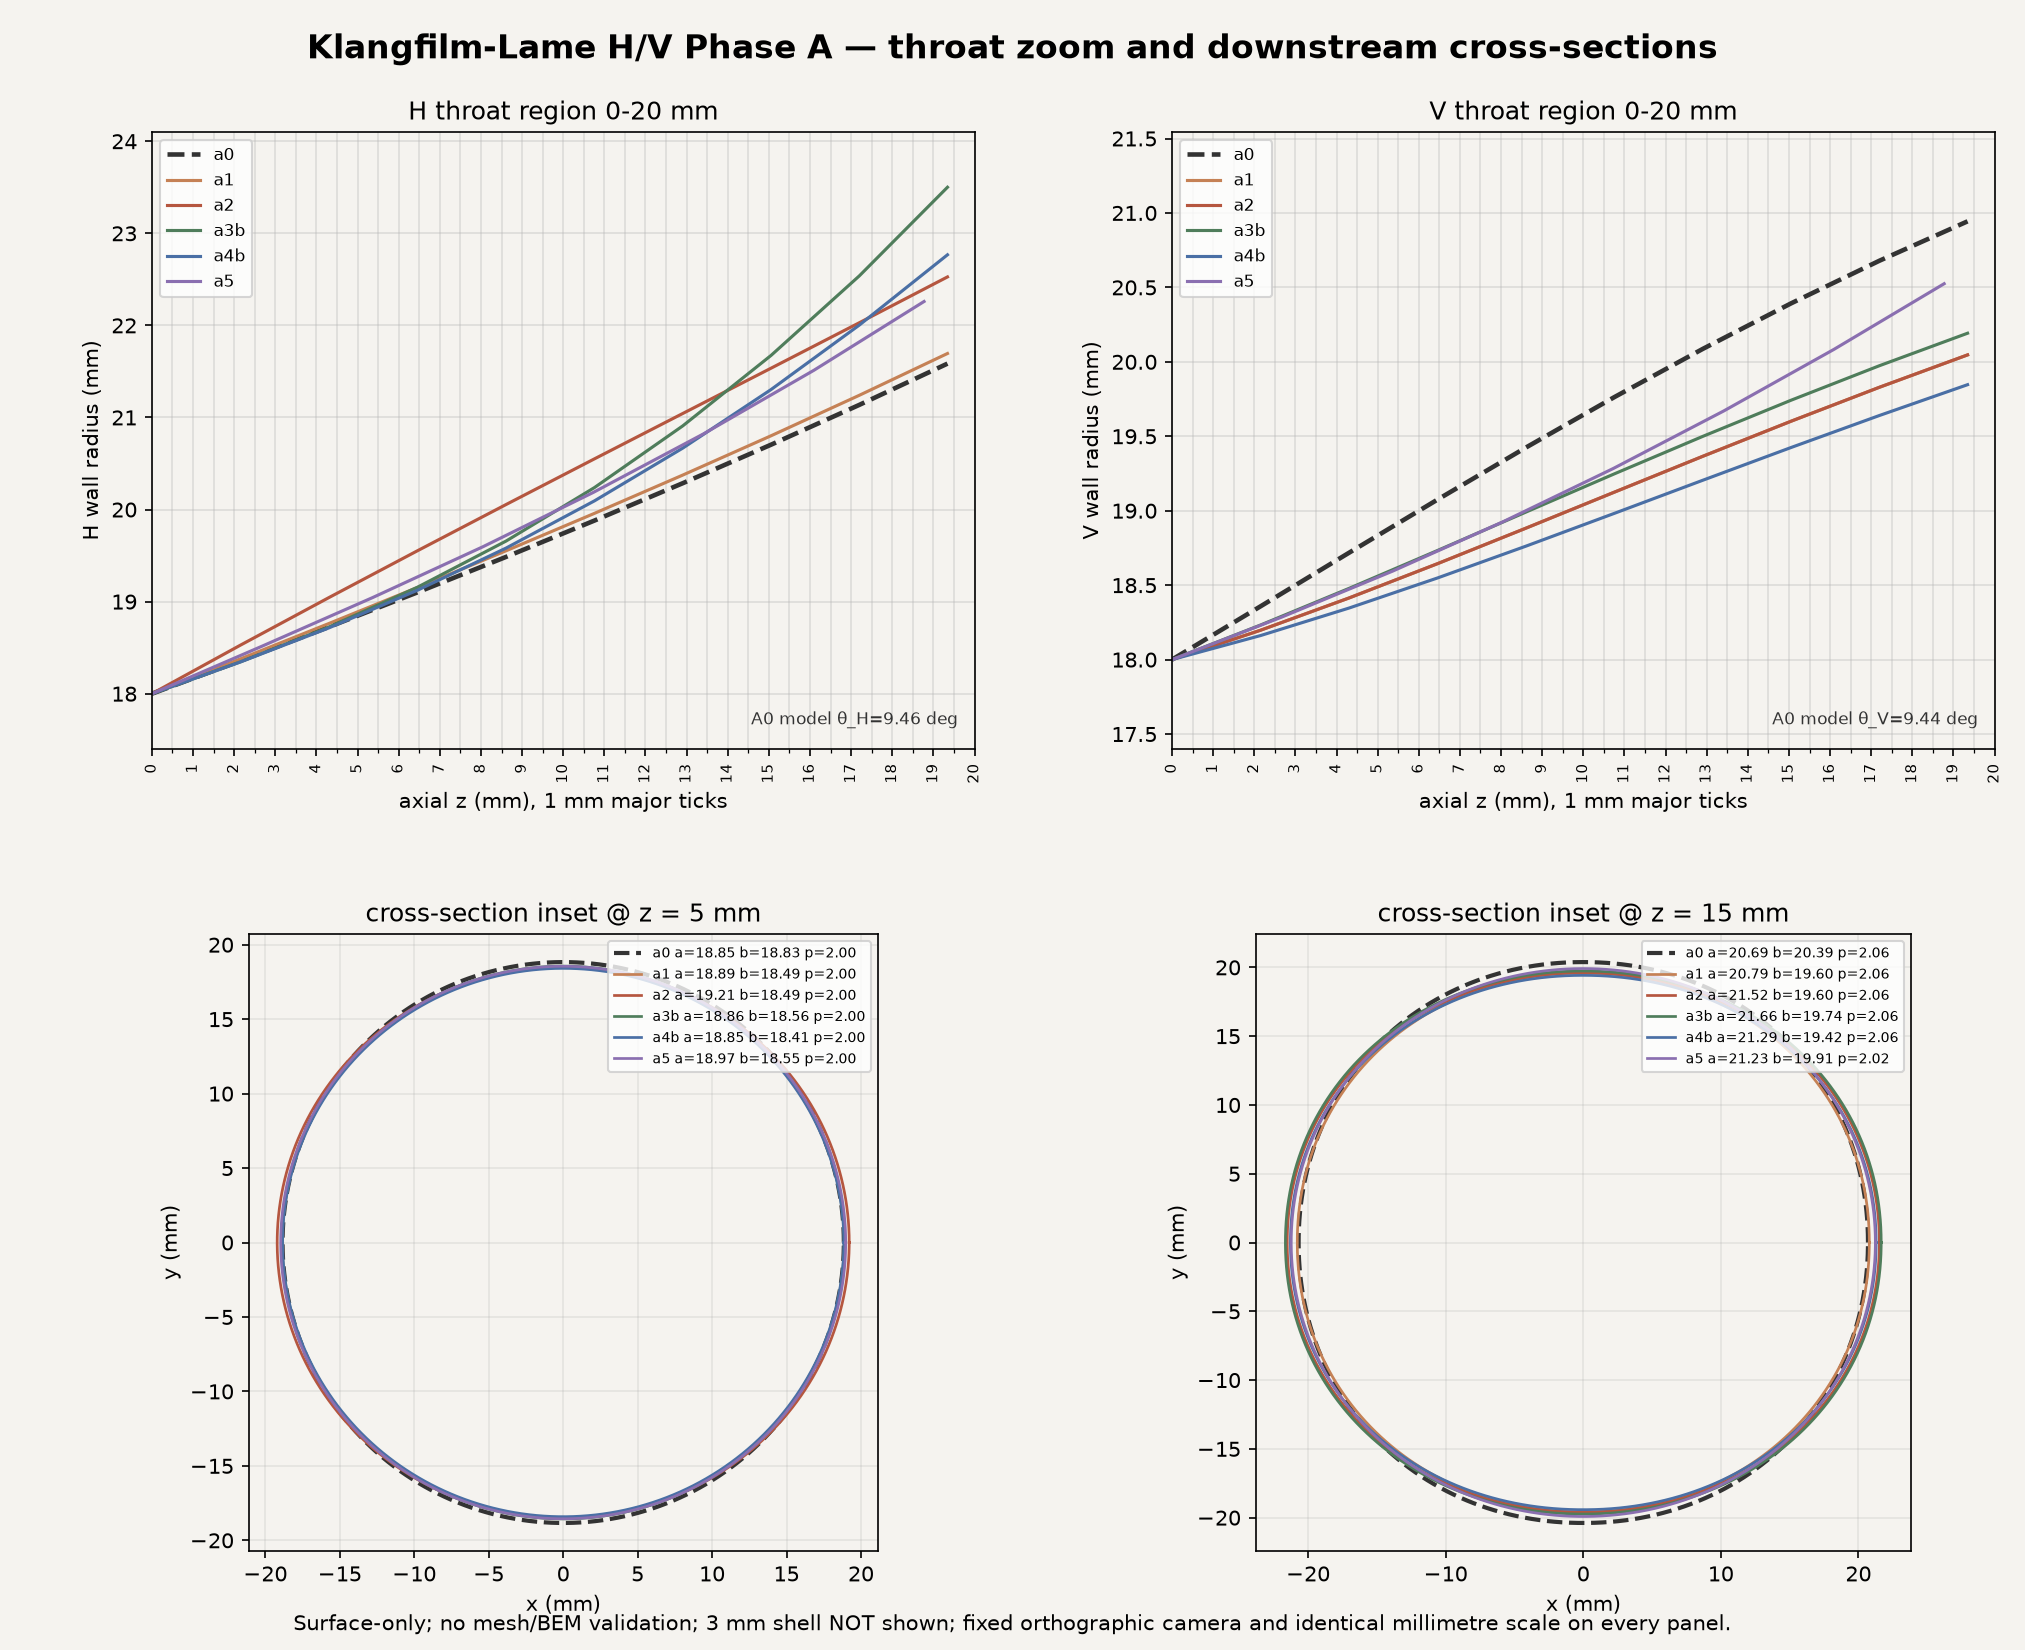 Klangfilm-Lame H/V Phase A — throat zoom and downstream cross-sections
H throat region 0-20 mm
24
23
22
21
20
19
18
H wall radius (mm)
a0
a1
a2
a3b
a4b
a5
A0 model θ_H=9.46 deg
0 1 2 3 4 5 6 7 8 9 10 11 12 13 14 15 16 17 18 19 20
axial z (mm), 1 mm major ticks
V throat region 0-20 mm
21.5
21.0
20.5
20.0
19.5
19.0
18.5
18.0
17.5
V wall radius (mm)
a0
a1
a2
a3b
a4b
a5
A0 model θ_V=9.44 deg
0 1 2 3 4 5 6 7 8 9 10 11 12 13 14 15 16 17 18 19 20
axial z (mm), 1 mm major ticks
cross-section inset @ z = 5 mm
20
15
10
5
0
−5
−10
−15
−20
y (mm)
a0 a=18.85 b=18.83 p=2.00
a1 a=18.89 b=18.49 p=2.00
a2 a=19.21 b=18.49 p=2.00
a3b a=18.86 b=18.56 p=2.00
a4b a=18.85 b=18.41 p=2.00
a5 a=18.97 b=18.55 p=2.00
−20 −15 −10 −5 0 5 10 15 20
x (mm)
cross-section inset @ z = 15 mm
20
15
10
5
0
−5
−10
−15
−20
y (mm)
a0 a=20.69 b=20.39 p=2.06
a1 a=20.79 b=19.60 p=2.06
a2 a=21.52 b=19.60 p=2.06
a3b a=21.66 b=19.74 p=2.06
a4b a=21.29 b=19.42 p=2.06
a5 a=21.23 b=19.91 p=2.02
−20 −10 0 10 20
x (mm)
Surface-only; no mesh/BEM validation; 3 mm shell NOT shown; fixed orthographic camera and identical millimetre scale on every panel.